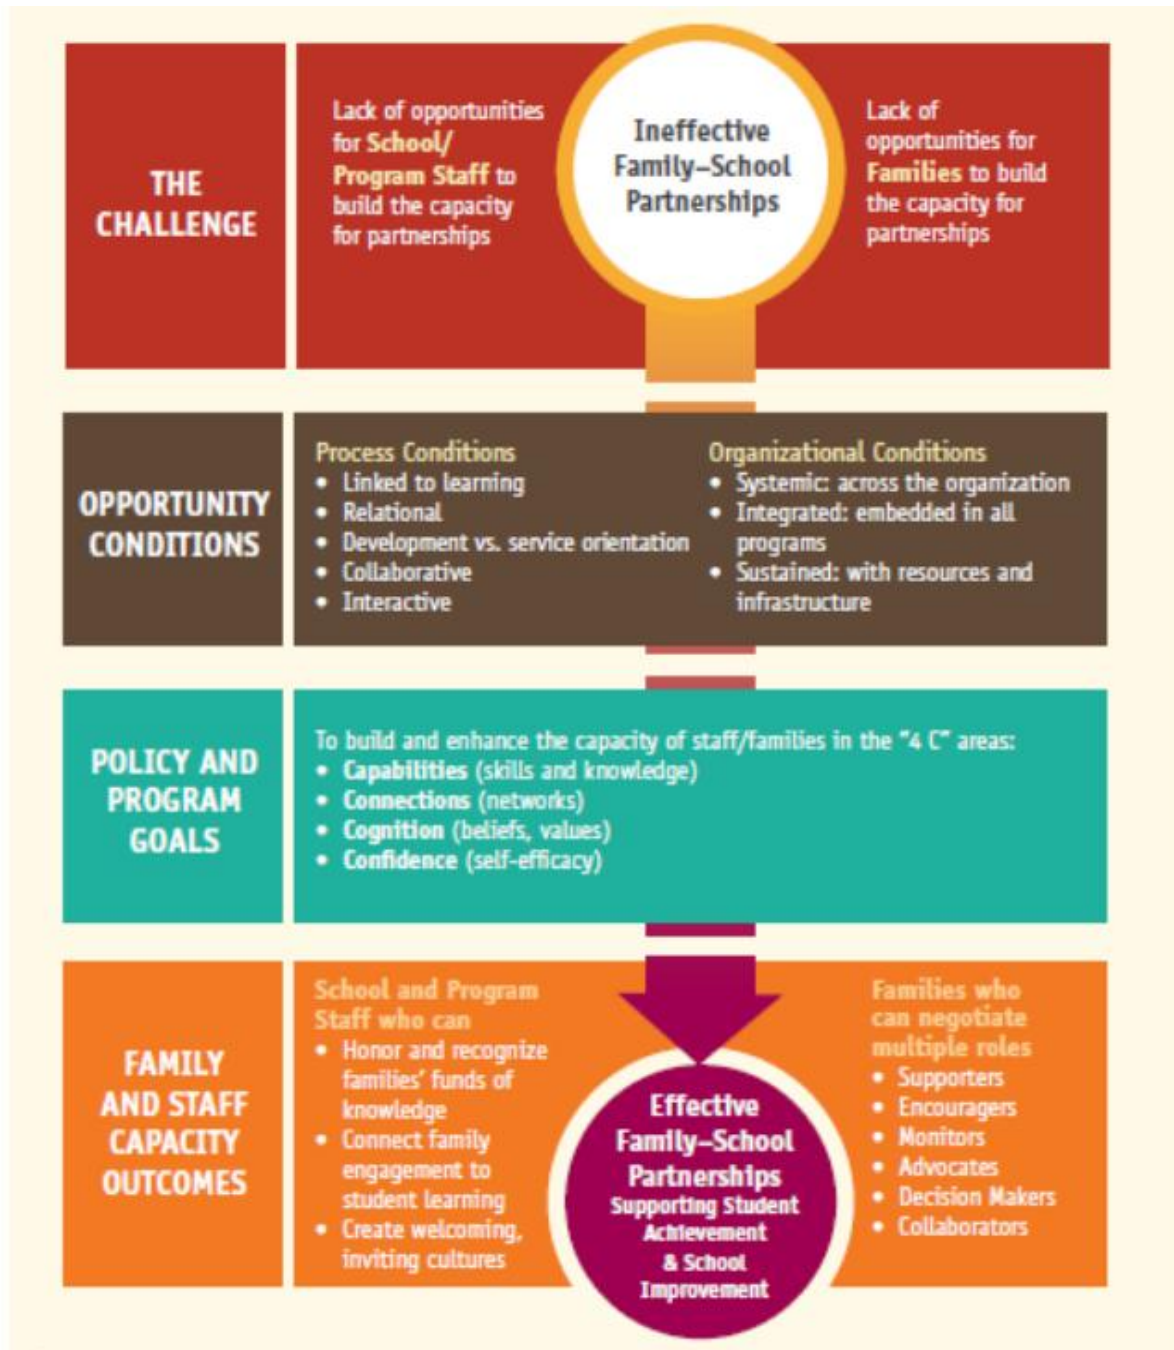 THE
CHALLENGE
Lack of opportunities
for School/
Program Staff to
build the capacity
for partnerships
Ineffective
Family–School
Partnerships
Lack of
opportunities for
Families to build
the capacity for
partnerships
OPPORTUNITY
CONDITIONS
Process Conditions
• Linked to learning
• Relational
• Development vs. service orientation
• Collaborative
• Interactive
Organizational Conditions
• Systemic: across the organization
• Integrated: embedded in all
programs
• Sustained: with resources and
infrastructure
POLICY AND
PROGRAM
GOALS
To build and enhance the capacity of staff/families in the “4 C” areas:
• Capabilities (skills and knowledge)
• Connections (networks)
• Cognition (beliefs, values)
• Confidence (self-efficacy)
FAMILY
AND STAFF
CAPACITY
OUTCOMES
School and Program
Staff who can
• Honor and recognize
families’ funds of
knowledge
• Connect family
engagement to
student learning
• Create welcoming,
inviting cultures
Effective
Family–School
Partnerships
Supporting Student
Achievement
& School
Improvement
Families who
can negotiate
multiple roles
• Supporters
• Encouragers
• Monitors
• Advocates
• Decision Makers
• Collaborators